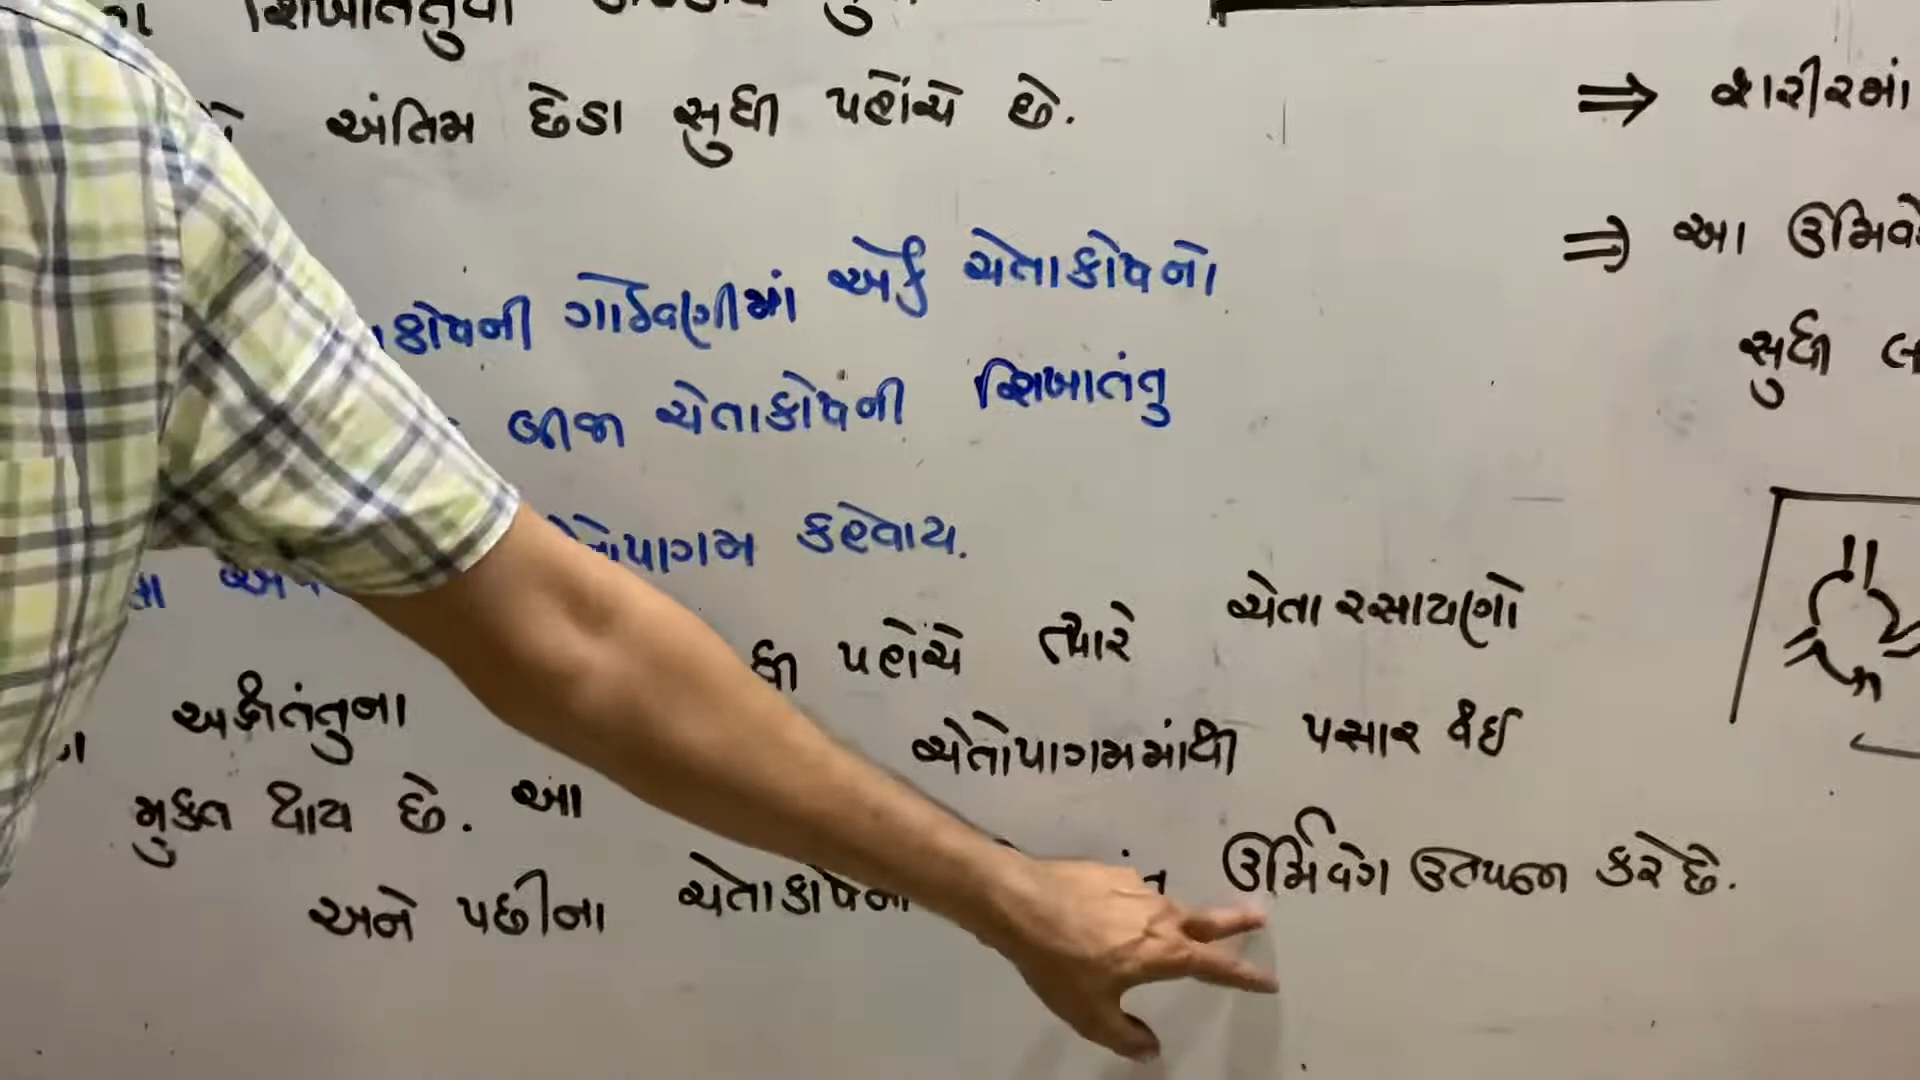 શિખાતંતુથી
અંતિમ છેડા સુધી પહોંચે છે.
કોષની ગોઠવણીમાં એક ચેતાકોષનો
બીજા ચેતાકોષની શિખાતંતુ
તોપાગમ કહેવાય.
પહોંચે ત્યારે ચેતા રસાયણો
અક્ષતંતુના
મુક્ત થાય છે. આ ચેતોપાગમમાંથી પસાર થઈ
અને પછીના ચેતાકોષના ઉર્મિવેગ ઉત્પન્ન કરે છે.
⇒ શરીરમાં
⇒ આ ઉર્મિવે
સુધી